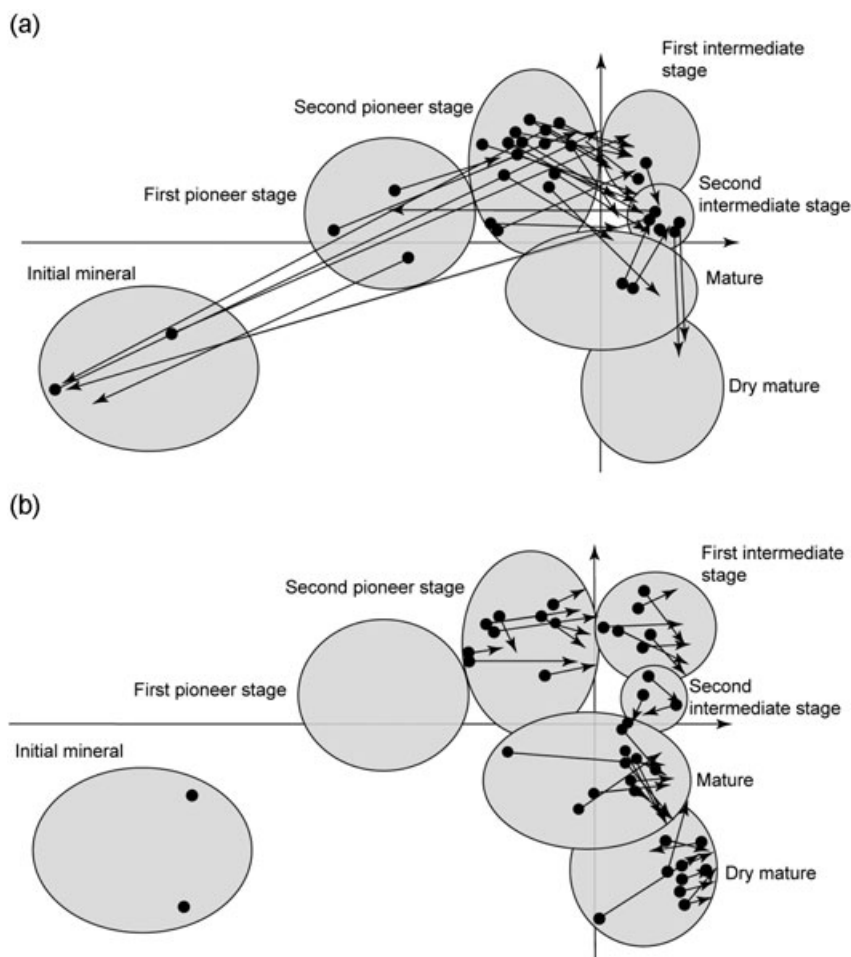 (a)
First intermediate
stage
Second pioneer stage
First pioneer stage
Second
intermediate stage
Initial mineral
Mature
Dry mature
(b)
First intermediate
stage
Second pioneer stage
First pioneer stage
Second
intermediate stage
Initial mineral
Mature
Dry mature